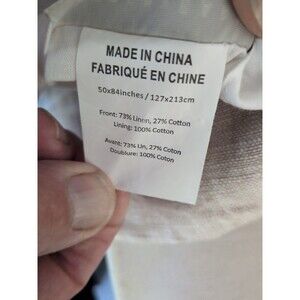 MADE IN CHINA
FABRIQUÉ EN CHINE
50x84inches / 127x213cm
Front: 73% Linen, 27% Cotton
Lining: 100% Cotton
Avant: 73% Lin, 27% Coton
Doublure: 100% Coton